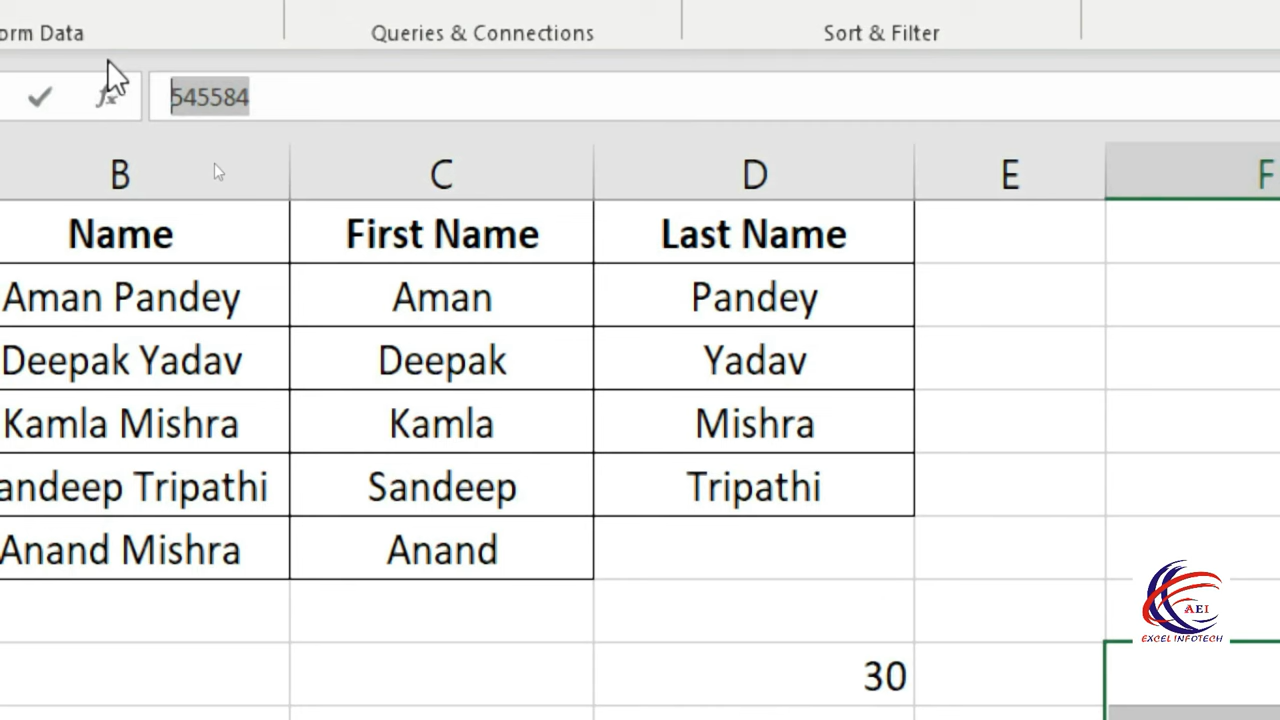 orm Data Queries & Connections Sort & Filter
fx 545584
B C D E F
Name First Name Last Name
Aman Pandey Aman Pandey
Deepak Yadav Deepak Yadav
Kamla Mishra Kamla Mishra
andeep Tripathi Sandeep Tripathi
Anand Mishra Anand
AEI
EXCEL INFOTECH
30